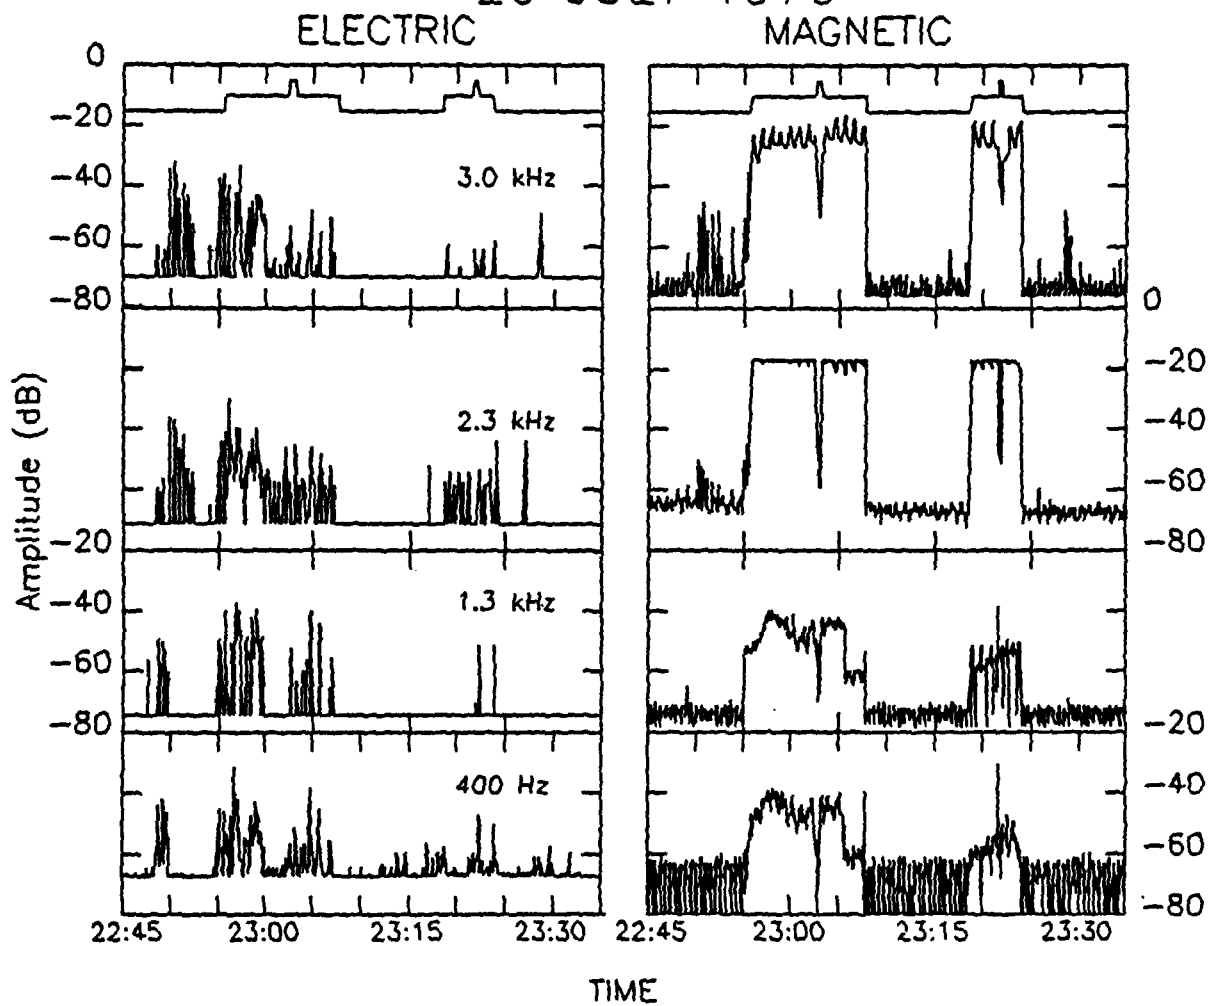 ELECTRIC MAGNETIC
0
-20
-40 3.0 kHz
-60
-80 0
-20
-40
2.3 kHz
-60
-20 -80
-40 1.3 kHz
-60
-80 -20
400 Hz -40
-60
-80
Amplitude (dB)
22:45 23:00 23:15 23:30 22:45 23:00 23:15 23:30
TIME